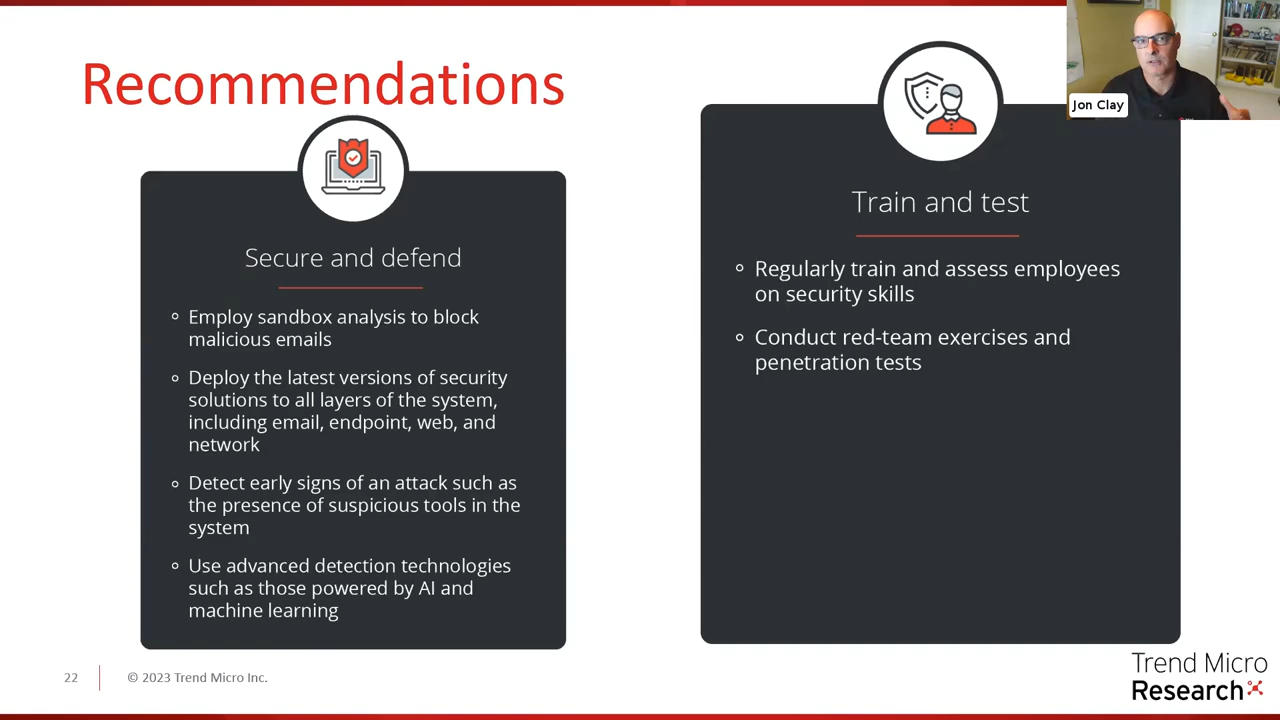 Recommendations
Jon Clay
Secure and defend
Employ sandbox analysis to block
malicious emails
Deploy the latest versions of security
solutions to all layers of the system,
including email, endpoint, web, and
network
Detect early signs of an attack such as
the presence of suspicious tools in the
system
Use advanced detection technologies
such as those powered by AI and
machine learning
Train and test
Regularly train and assess employees
on security skills
Conduct red-team exercises and
penetration tests
22
© 2023 Trend Micro Inc.
Trend Micro
Research